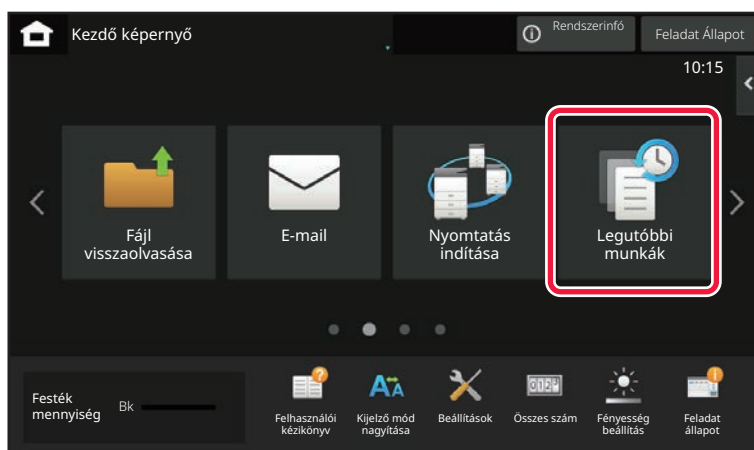 Kezdő képernyő
Rendszerinfó
Feladat Állapot
10:15
Fájl
visszaolvasása
E-mail
Nyomtatás
indítása
Legutóbbi
munkák
Festék
mennyiség
Bk
Felhasználói
kézikönyv
Kijelző mód
nagyítása
Beállítások
Összes szám
Fényesség
beállítás
Feladat
állapot